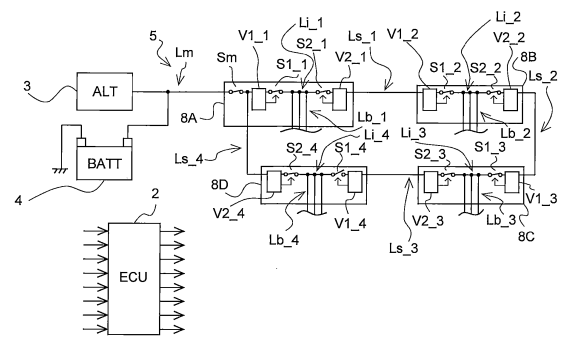 Li_1
Li_2
V1_1
S1_1
S2_1
V2_1
Ls_1
V1_2
S1_2
S2_2
V2_2
8B
Ls_2
5
Lm
Sm
3
ALT
8A
Lb_1
Lb_2
Li_4
Li_3
BATT
4
Ls_4
8D
S2_4
S1_4
S2_3
S1_3
V2_4
Lb_4
V1_4
Ls_3
V2_3
Lb_3
V1_3
8C
2
ECU